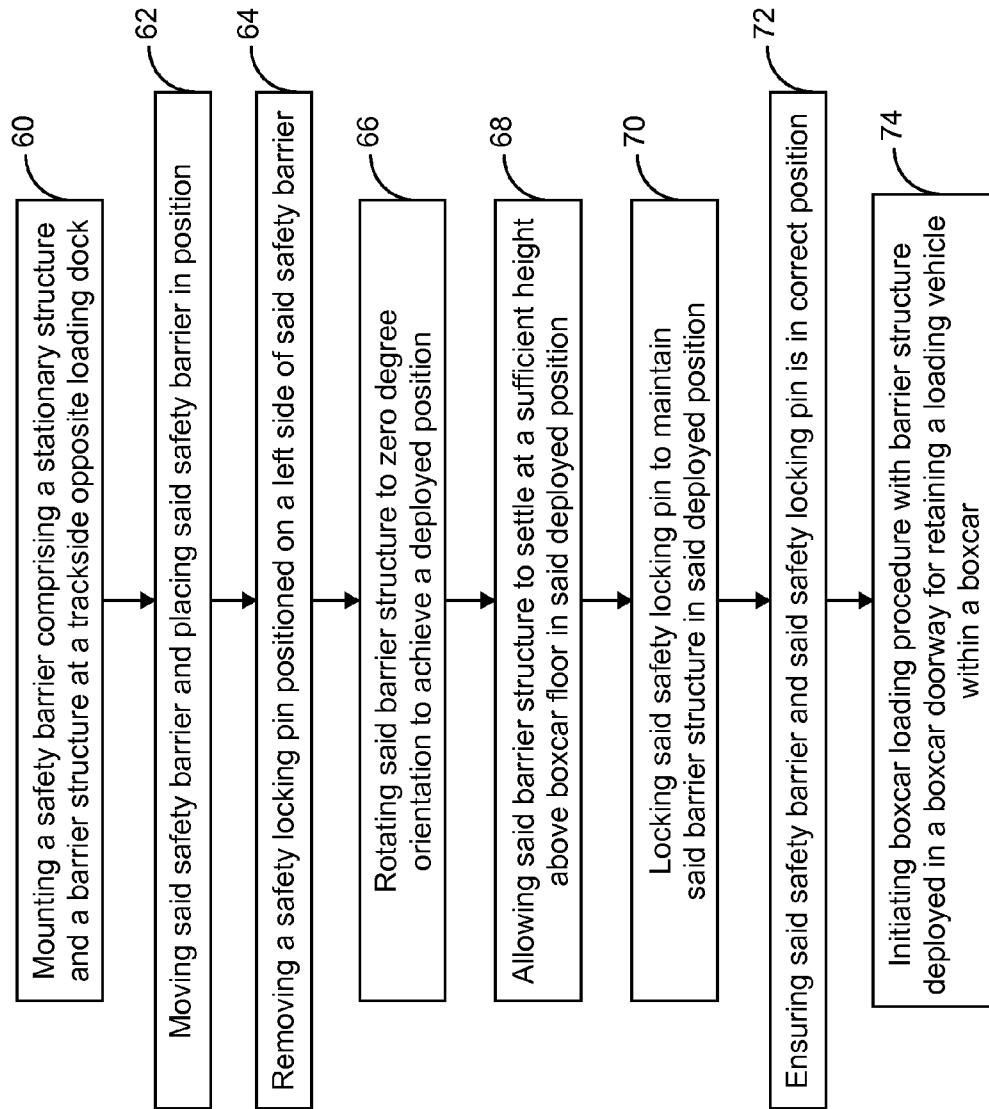 60
Mounting a safety barrier comprising a stationary structure
and a barrier structure at a trackside opposite loading dock
62
Moving said safety barrier and placing said safety barrier in position
64
Removing a safety locking pin positioned on a left side of said safety barrier
66
Rotating said barrier structure to zero degree
orientation to achieve a deployed position
68
Allowing said barrier structure to settle at a sufficient height
above boxcar floor in said deployed position
70
Locking said safety locking pin to maintain
said barrier structure in said deployed position
72
Ensuring said safety barrier and said safety locking pin is in correct position
74
Initiating boxcar loading procedure with barrier structure
deployed in a boxcar doorway for retaining a loading vehicle
within a boxcar